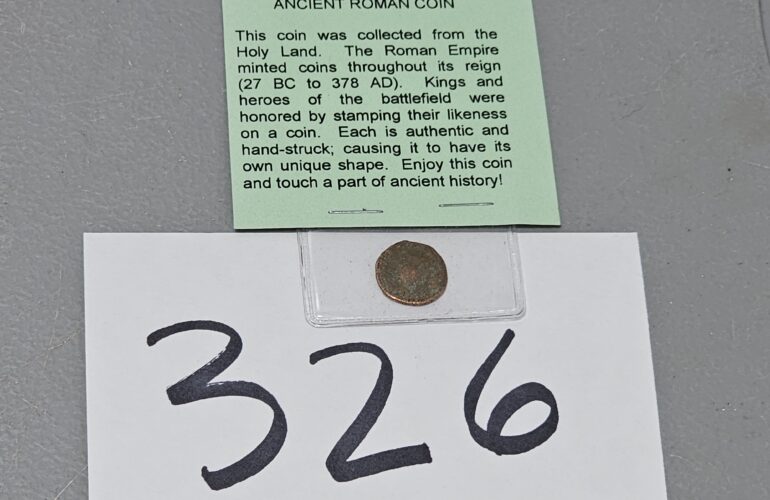 ANCIENT ROMAN COIN
This coin was collected from the
Holy Land. The Roman Empire
minted coins throughout its reign
(27 BC to 378 AD). Kings and
heroes of the battlefield were
honored by stamping their likeness
on a coin. Each is authentic and
hand-struck; causing it to have its
own unique shape. Enjoy this coin
and touch a part of ancient history!
326